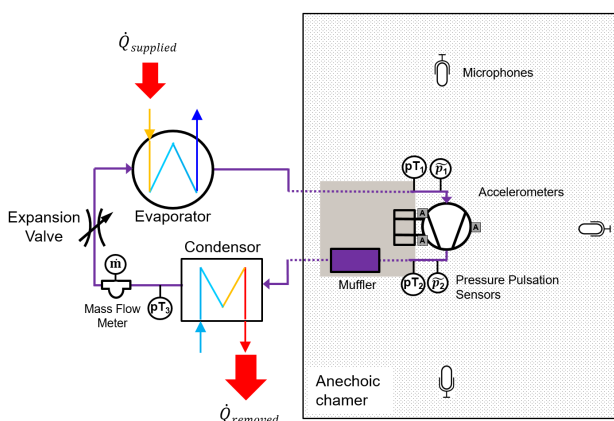 Q̇supplied
Microphones
pT1
p̃1
Accelerometers
A
A
A
Evaporator
Expansion
Valve
Condensor
ṁ
Mass Flow
Meter
pT3
Muffler
pT2
p̃2
Pressure Pulsation
Sensors
Anechoic
chamer
Q̇removed